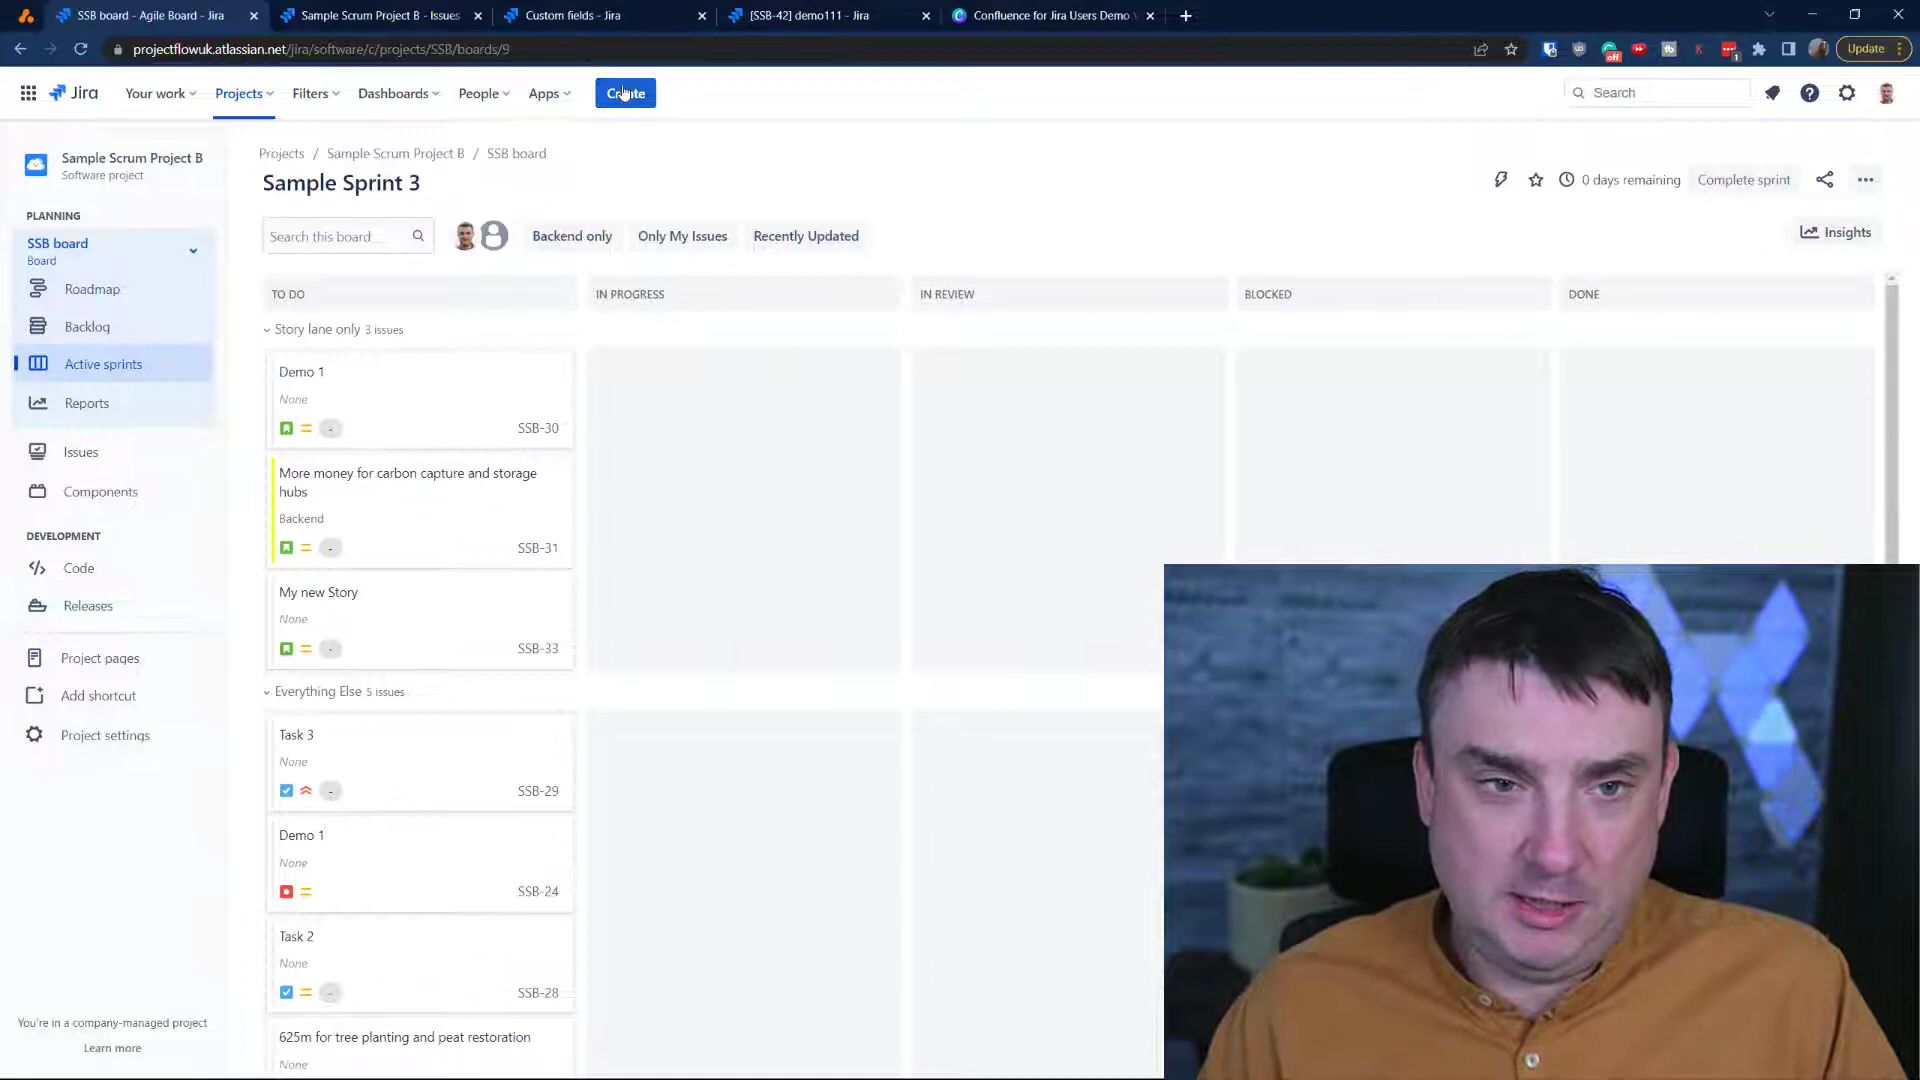 SSB board - Agile Board - Jira
Sample Scrum Project B - Issues
Custom fields - Jira
[SSB-42] demo111 - Jira
Confluence for Jira Users Demo
projectflowuk.atlassian.net/jira/software/c/projects/SSB/boards/9
off
1
Update
Jira
Your work
Projects
Filters
Dashboards
People
Apps
Create
Search
Sample Scrum Project B
Software project
Projects / Sample Scrum Project B / SSB board
Sample Sprint 3
0 days remaining
Complete sprint
PLANNING
SSB board
Board
Roadmap
Backlog
Active sprints
Reports
Issues
Components
DEVELOPMENT
Code
Releases
Project pages
Add shortcut
Project settings
You're in a company-managed project
Learn more
Search this board
Backend only
Only My Issues
Recently Updated
Insights
TO DO
IN PROGRESS
IN REVIEW
BLOCKED
DONE
Story lane only 3 issues
Demo 1
None
-
SSB-30
More money for carbon capture and storage
hubs
Backend
-
SSB-31
My new Story
None
-
SSB-33
Everything Else 5 issues
Task 3
None
-
SSB-29
Demo 1
None
SSB-24
Task 2
None
-
SSB-28
625m for tree planting and peat restoration
None